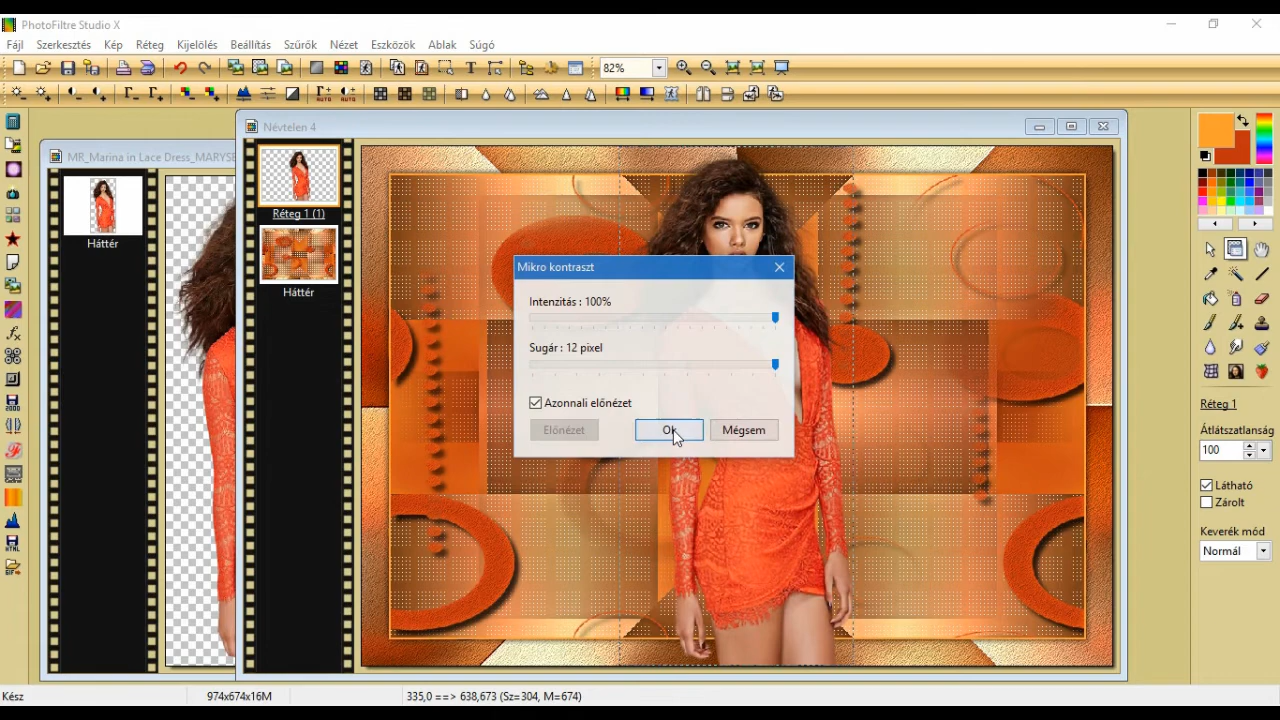 PhotoFiltre Studio X
Fájl Szerkesztés Kép Réteg Kijelölés Beállítás Szűrők Nézet Eszközök Ablak Súgó
82%
Névtelen 4
MR_Marina in Lace Dress_MARYSE
Réteg 1 (1)
Háttér
Háttér
Mikro kontraszt
Intenzitás : 100%
Sugár : 12 pixel
Azonnali előnézet
Előnézet Ok Mégsem
Réteg 1
Átlátszatlanság
100
Látható
Zárolt
Keverék mód
Normál
Kész 974x674x16M 335,0 ==> 638,673 (Sz=304, M=674)